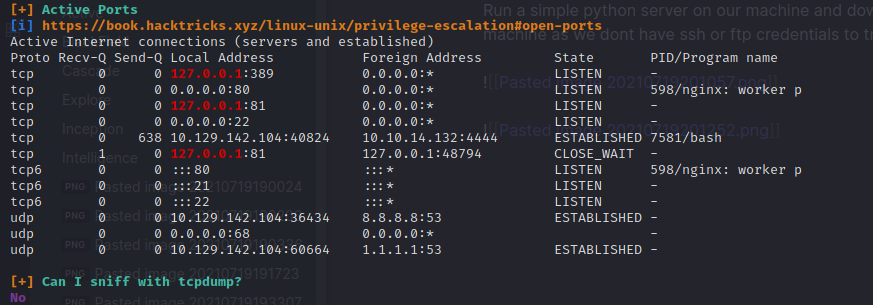 [+] Active Ports
Run a simple python server on our machine and dow
[i] https://book.hacktricks.xyz/linux-unix/privilege-escalation#open-ports
machine as we dont have ssh or ftp credentials to tr
Active Internet connections (servers and established)
Proto Recv-Q Send-Q Local Address Foreign Address State PID/Program name
Cascade
tcp 0 0 127.0.0.1:389 0.0.0.0:* LISTEN -
![[Pasted image 20210719201057.png]]
tcp 0 0 0.0.0.0:80 0.0.0.0:* LISTEN 598/nginx: worker p
Explore
tcp 0 0 127.0.0.1:81 0.0.0.0:* LISTEN -
tcp 0 0 0.0.0.0:22 0.0.0.0:* LISTEN -
Inception
![[Pasted image 20210719201252.png]]
tcp 0 638 10.129.142.104:40824 10.10.14.132:4444 ESTABLISHED 7581/bash
tcp 1 0 127.0.0.1:81 127.0.0.1:48794 CLOSE_WAIT -
Intelligence
tcp6 0 0 :::80 :::* LISTEN 598/nginx: worker p
tcp6 0 0 :::21 :::* LISTEN -
PNG Pasted image 20210719190024
tcp6 0 0 :::22 :::* LISTEN -
udp 0 0 10.129.142.104:36434 8.8.8.8:53 ESTABLISHED -
PNG Pasted image
udp 0 0 0.0.0.0:68 0.0.0.0:* -
udp 0 0 10.129.142.104:60664 1.1.1.1:53 ESTABLISHED -
PNG Pasted image 20210719191723
[+] Can I sniff with tcpdump?
No
PNG Pasted image 20210719193307